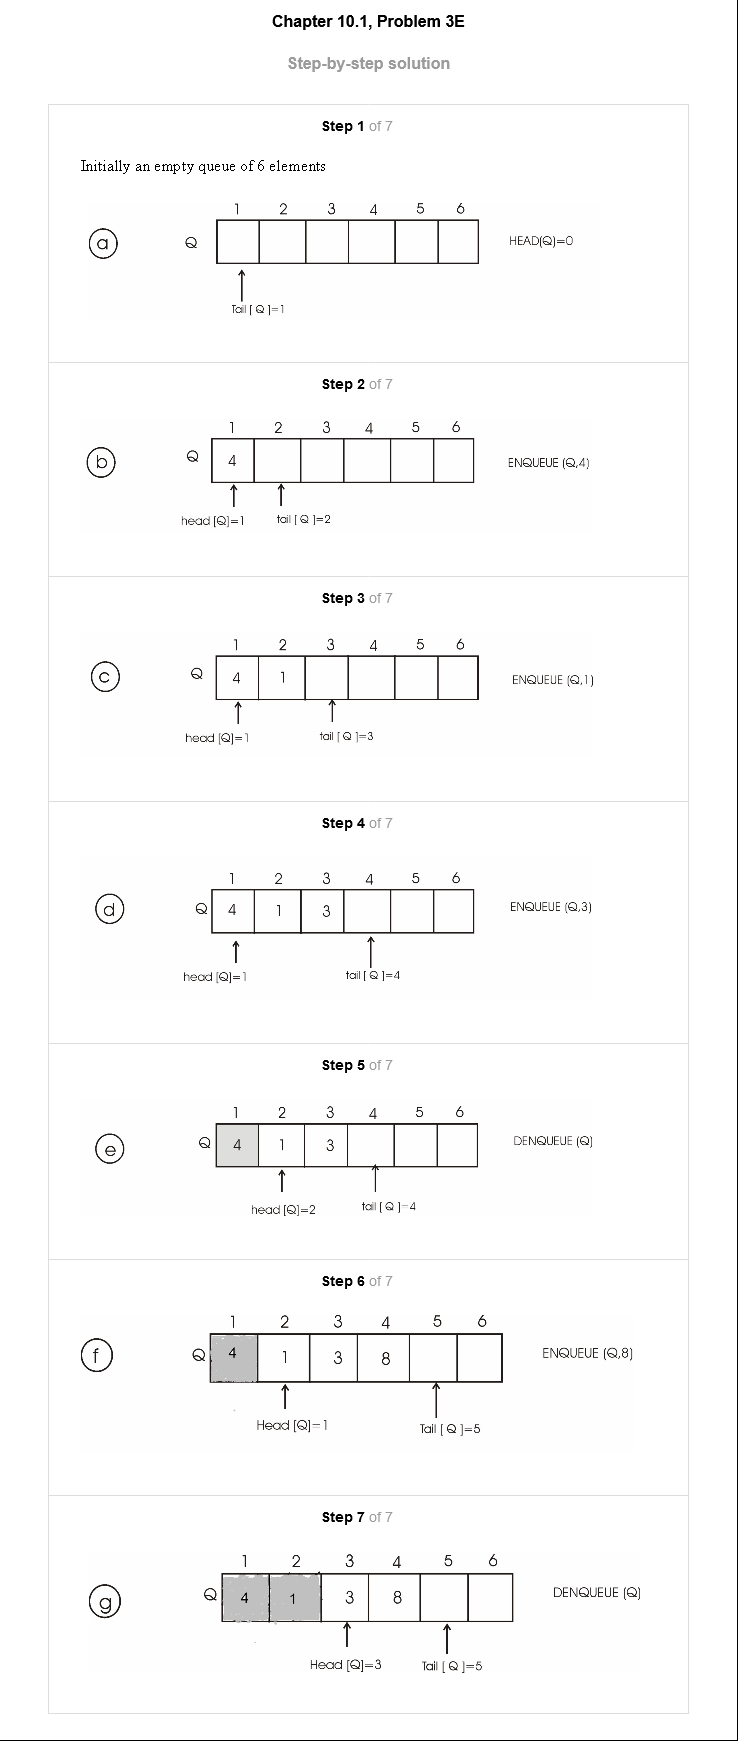 Chapter 10.1, Problem 3E
Step-by-step solution
Step 1 of 7
Initially an empty queue of 6 elements
1 2 3 4 5 6
a Q HEAD(Q)=0
Tail [ Q ]=1
Step 2 of 7
1 2 3 4 5 6
b Q 4 ENQUEUE (Q,4)
head [Q]=1 tail [ Q ]=2
Step 3 of 7
1 2 3 4 5 6
c Q 4 1 ENQUEUE (Q,1)
head [Q]=1 tail [ Q ]=3
Step 4 of 7
1 2 3 4 5 6
d Q 4 1 3 ENQUEUE (Q,3)
head [Q]=1 tail [ Q ]=4
Step 5 of 7
1 2 3 4 5 6
e Q 4 1 3 DENQUEUE (Q)
head [Q]=2 tail [ Q ]=4
Step 6 of 7
1 2 3 4 5 6
f Q 4 1 3 8 ENQUEUE (Q,8)
Head [Q]=1 Tail [ Q ]=5
Step 7 of 7
1 2 3 4 5 6
g Q 4 1 3 8 DENQUEUE (Q)
Head [Q]=3 Tail [ Q ]=5